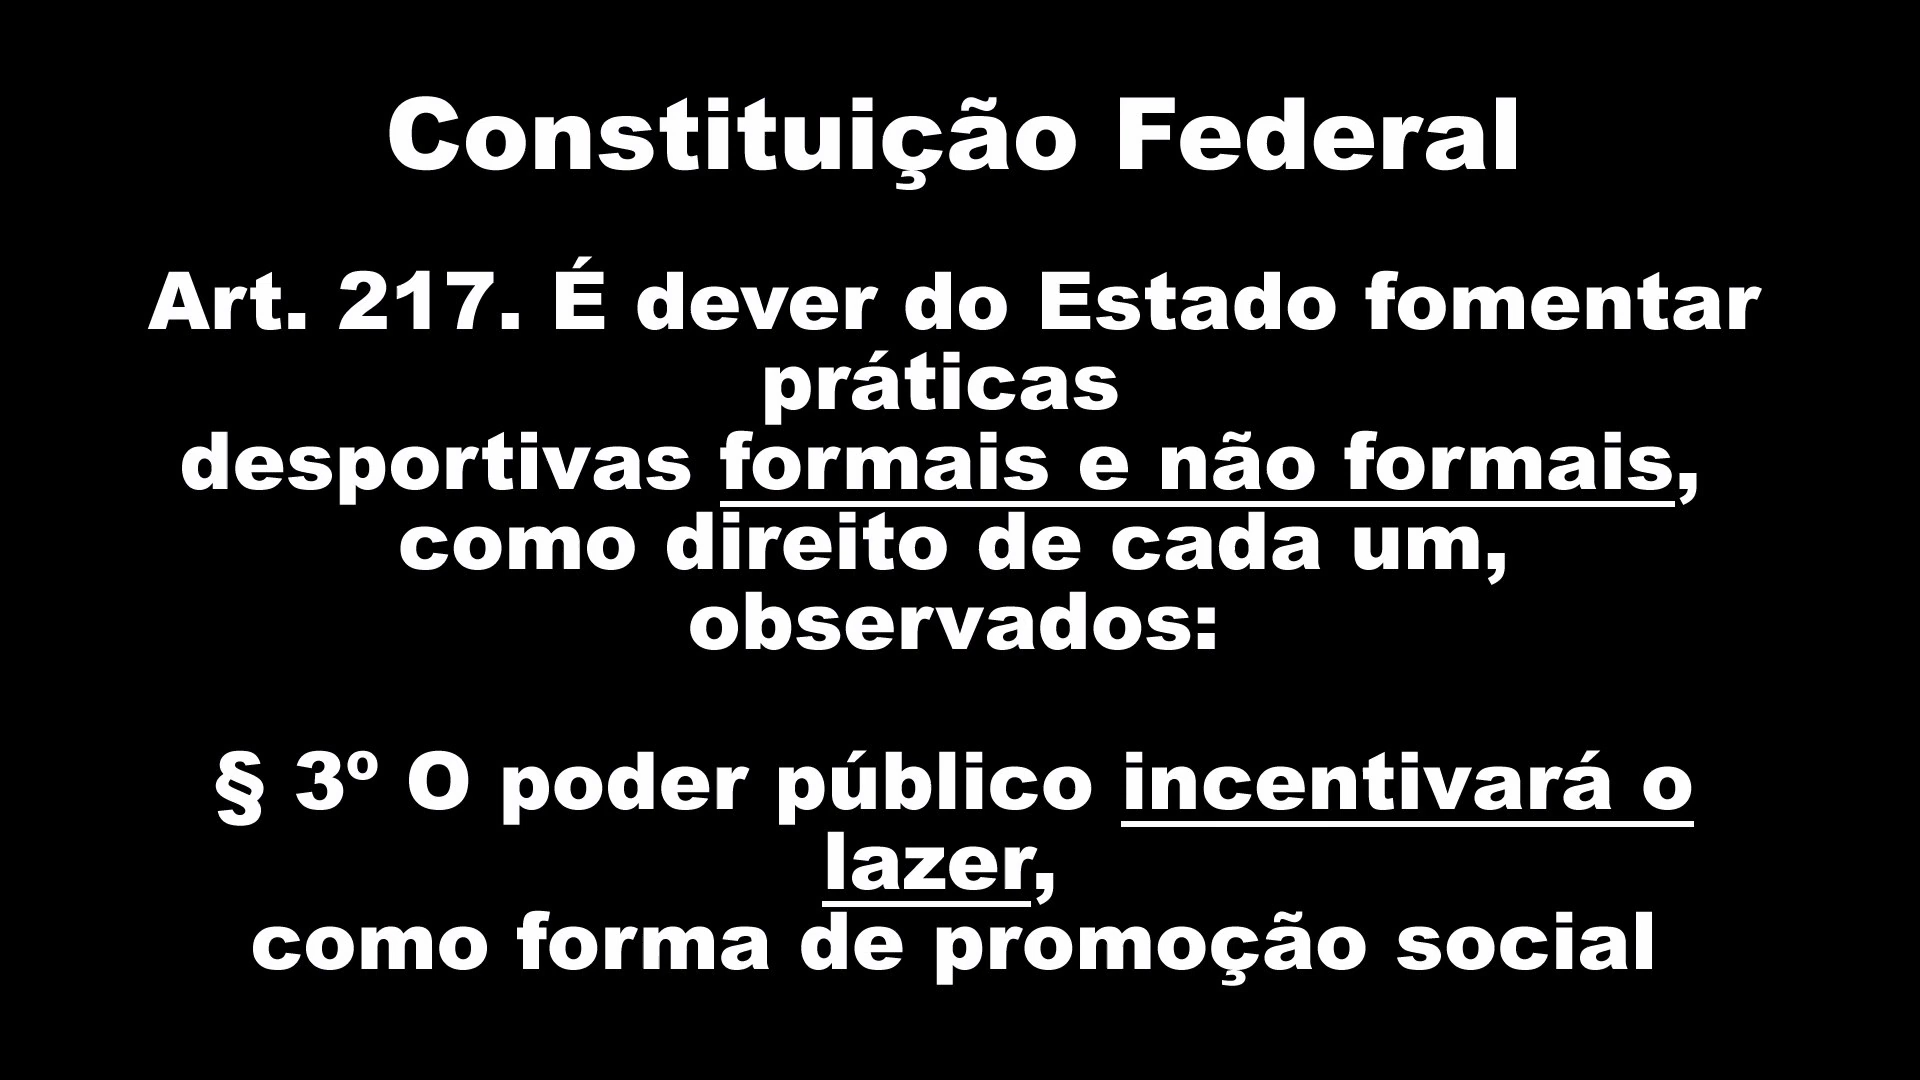 Constituição Federal
Art. 217. É dever do Estado fomentar
práticas
desportivas formais e não formais,
como direito de cada um,
observados:
§ 3º O poder público incentivará o
lazer,
como forma de promoção social